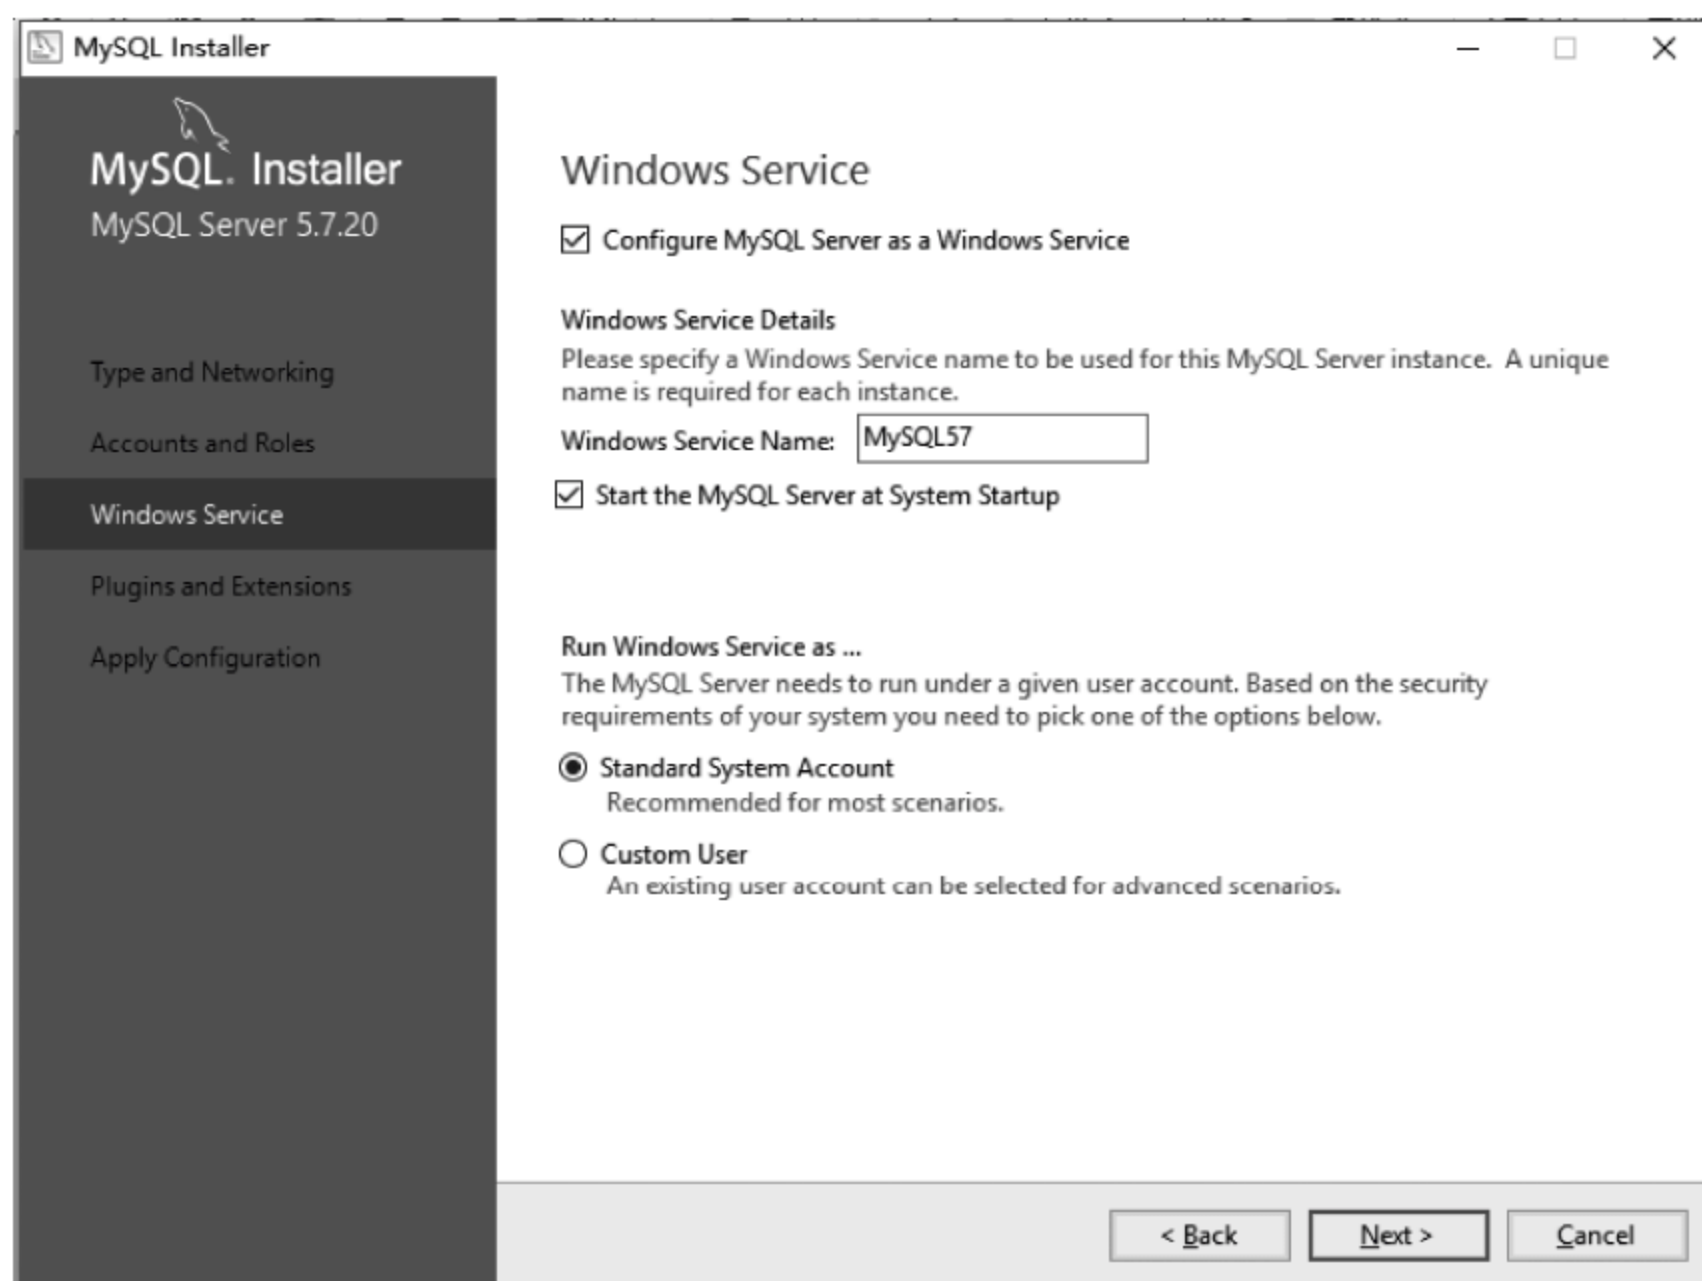 MySQL Installer
MySQL. Installer
MySQL Server 5.7.20
Type and Networking
Accounts and Roles
Windows Service
Plugins and Extensions
Apply Configuration
Windows Service
Configure MySQL Server as a Windows Service
Windows Service Details
Please specify a Windows Service name to be used for this MySQL Server instance. A unique
name is required for each instance.
Windows Service Name: MySQL57
Start the MySQL Server at System Startup
Run Windows Service as ...
The MySQL Server needs to run under a given user account. Based on the security
requirements of your system you need to pick one of the options below.
Standard System Account
Recommended for most scenarios.
Custom User
An existing user account can be selected for advanced scenarios.
< Back Next > Cancel